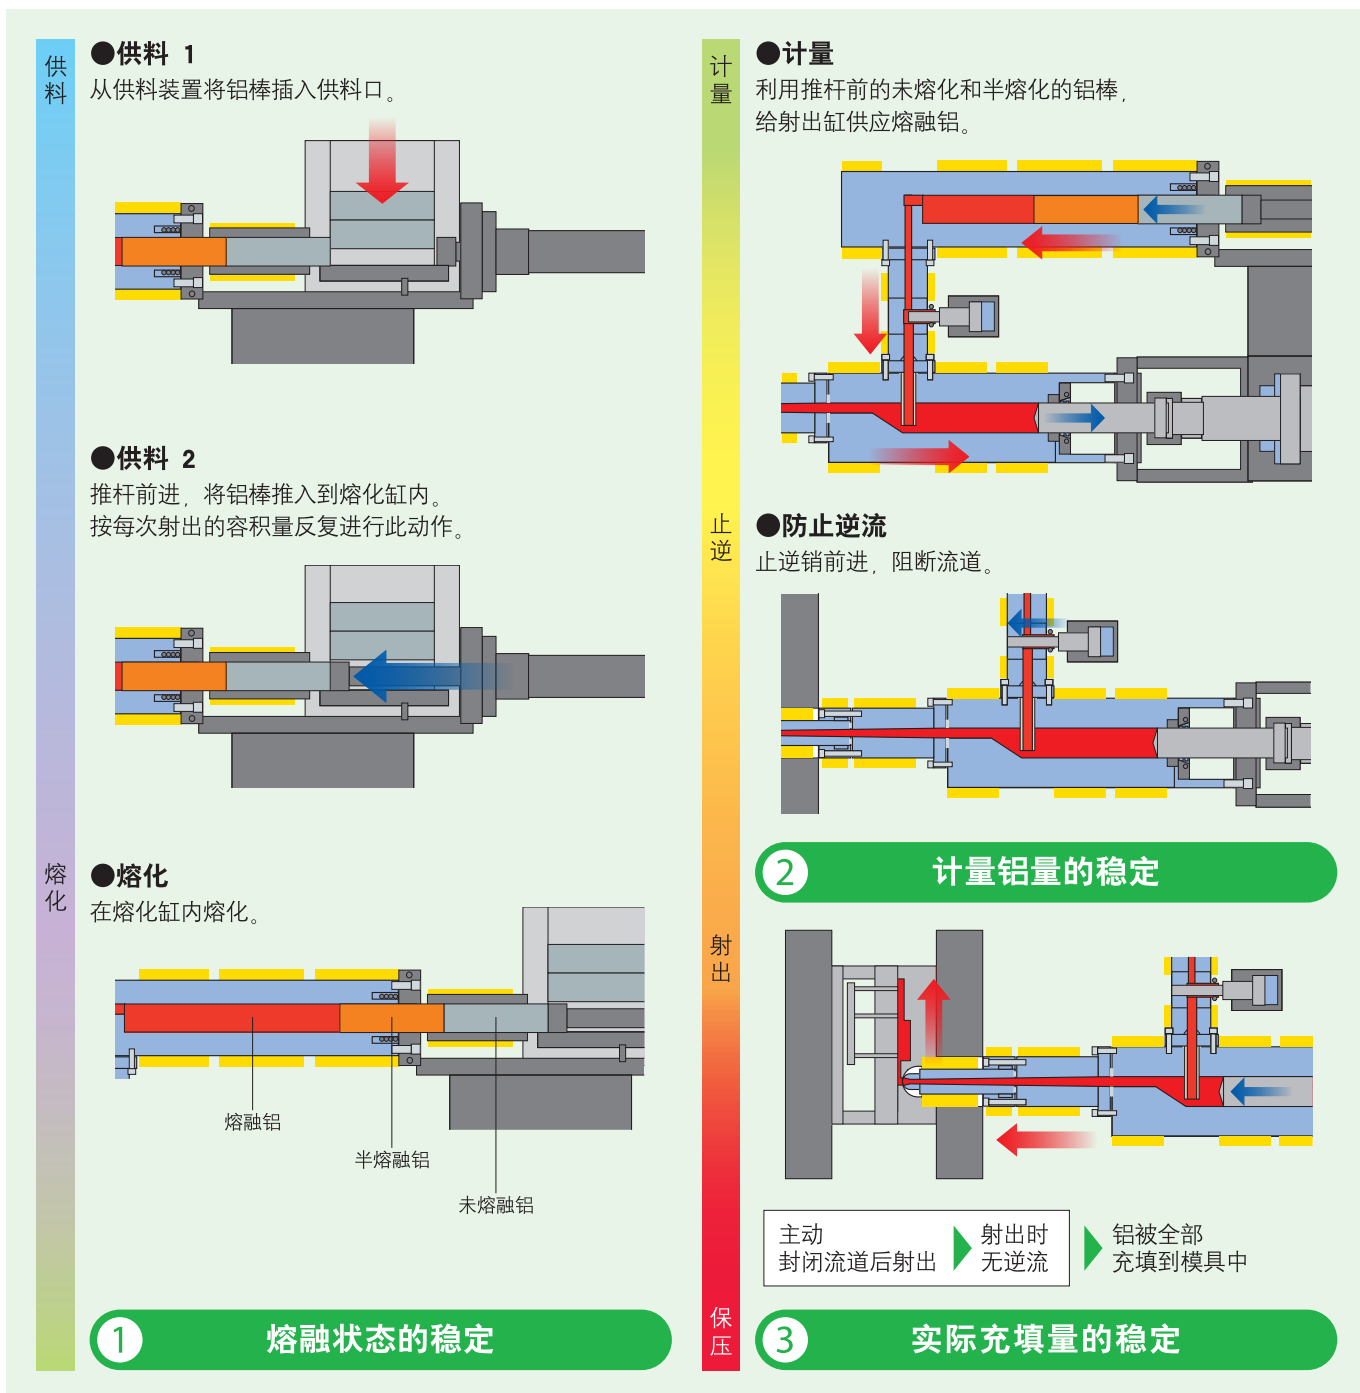 供料
●供料 1
从供料装置将铝棒插入供料口。
●供料 2
推杆前进，将铝棒推入到熔化缸内。
按每次射出的容积量反复进行此动作。
熔化
●熔化
在熔化缸内熔化。
熔融铝
半熔融铝
未熔融铝
1 熔融状态的稳定
计量
●计量
利用推杆前的未熔化和半熔化的铝棒，
给射出缸供应熔融铝。
止逆
●防止逆流
止逆销前进，阻断流道。
2 计量铝量的稳定
射出
主动
封闭流道后射出
射出时
无逆流
铝被全部
充填到模具中
保压
3 实际充填量的稳定